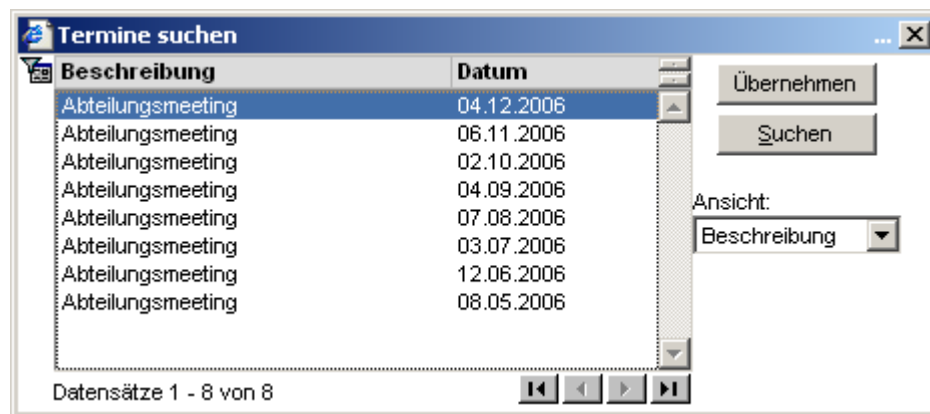 Termine suchen ...
Beschreibung Datum
Abteilungsmeeting 04.12.2006
Abteilungsmeeting 06.11.2006
Abteilungsmeeting 02.10.2006
Abteilungsmeeting 04.09.2006
Abteilungsmeeting 07.08.2006
Abteilungsmeeting 03.07.2006
Abteilungsmeeting 12.06.2006
Abteilungsmeeting 08.05.2006
Datensätze 1 - 8 von 8
Übernehmen
Suchen
Ansicht:
Beschreibung